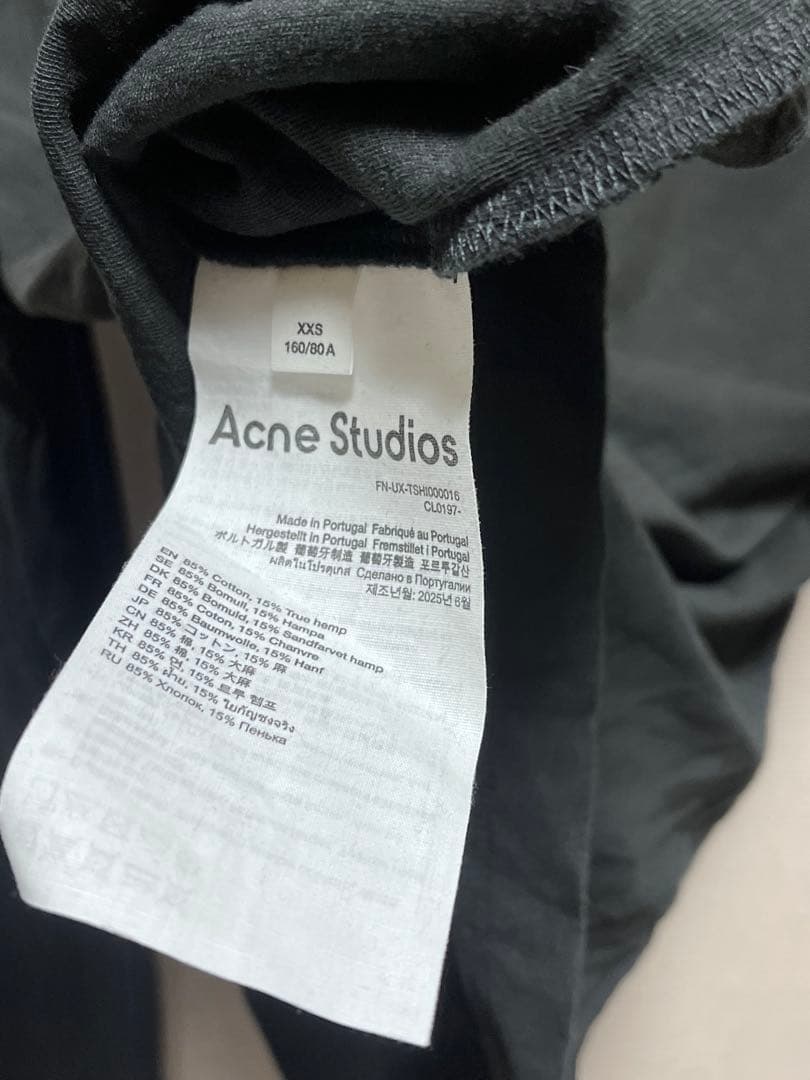 XXS
160/80A
Acne Studios
FN-UX-TSHI000016
CL0197-
Made in Portugal Fabriqué au Portugal
Hergestellt in Portugal Fremstillet i Portugal
ポルトガル製 葡萄牙制造 葡萄牙製造 포르투갈산
ผลิตในโปรตุเกส Сделано в Португалии
제조년월: 2025년 6월
EN 85% Cotton, 15% True hemp
SE 85% Bomull, 15% Hampa
DK 85% Bomuld, 15% Sandfarvet hamp
FR 85% Coton, 15% Chanvre
DE 85% Baumwolle, 15% Hanf
JP 85% コットン, 15% 麻
CN 85% 棉, 15% 大麻
ZH 85% 棉, 15% 大麻
KR 85% 면, 15% 트루 헴프
TH 85% ฝ้าย, 15% ใยกัญชงจริง
RU 85% Хлопок, 15% Пенька